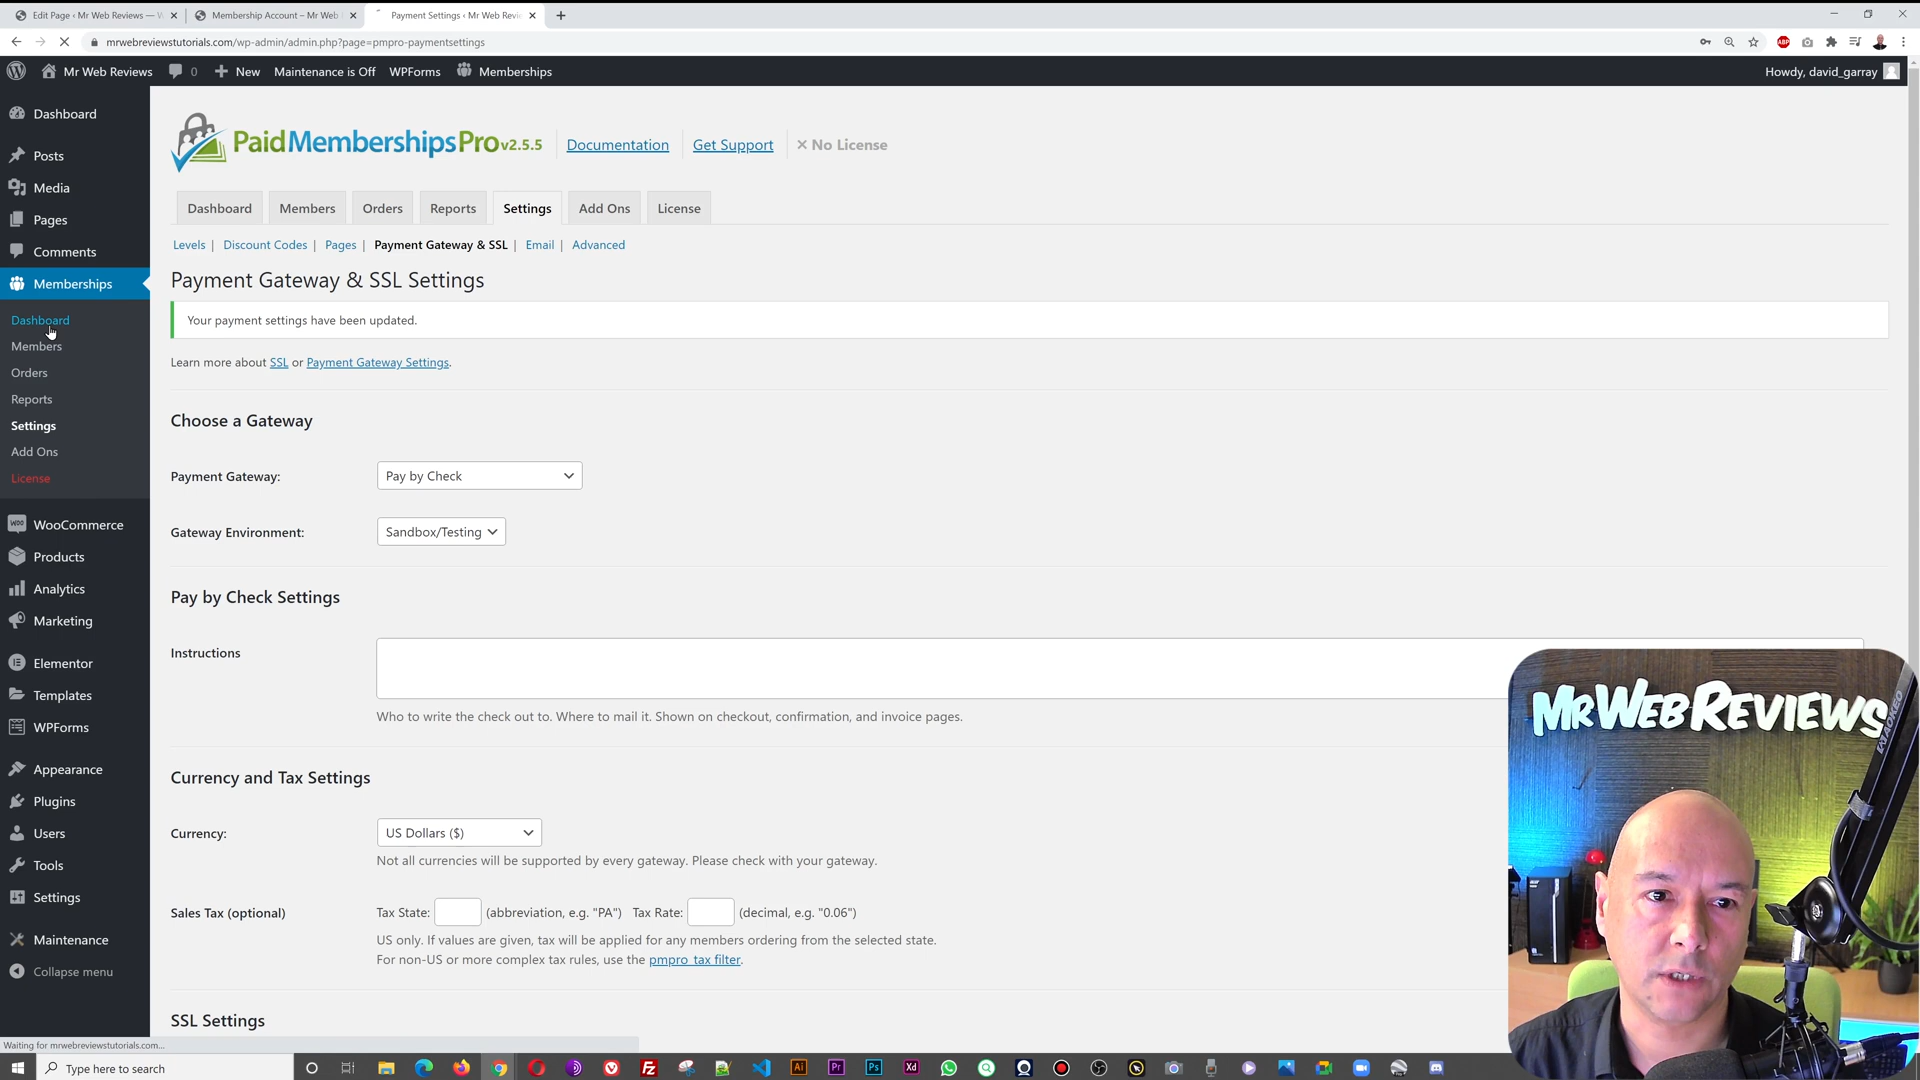 Edit Page ‹ Mr Web Reviews — W
Membership Account – Mr Web
Payment Settings ‹ Mr Web Revie
mrwebreviewstutorials.com/wp-admin/admin.php?page=pmpro-paymentsettings
Mr Web Reviews
0
New
Maintenance is Off
WPForms
Memberships
Howdy, david_garray
Dashboard
Posts
Media
Pages
Comments
Memberships
Dashboard
Members
Orders
Reports
Settings
Add Ons
License
WooCommerce
Products
Analytics
Marketing
Elementor
Templates
WPForms
Appearance
Plugins
Users
Tools
Settings
Maintenance
Collapse menu
PaidMembershipsPro v2.5.5
Documentation
Get Support
× No License
Dashboard
Members
Orders
Reports
Settings
Add Ons
License
Levels | Discount Codes | Pages | Payment Gateway & SSL | Email | Advanced
Payment Gateway & SSL Settings
Your payment settings have been updated.
Learn more about SSL or Payment Gateway Settings.
Choose a Gateway
Payment Gateway: Pay by Check
Gateway Environment: Sandbox/Testing
Pay by Check Settings
Instructions
Who to write the check out to. Where to mail it. Shown on checkout, confirmation, and invoice pages.
Currency and Tax Settings
Currency: US Dollars ($)
Not all currencies will be supported by every gateway. Please check with your gateway.
Sales Tax (optional) Tax State: (abbreviation, e.g. "PA") Tax Rate: (decimal, e.g. "0.06")
US only. If values are given, tax will be applied for any members ordering from the selected state.
For non-US or more complex tax rules, use the pmpro_tax filter.
SSL Settings
MRWEBREVIEWS
Waiting for mrwebreviewstutorials.com...
Type here to search